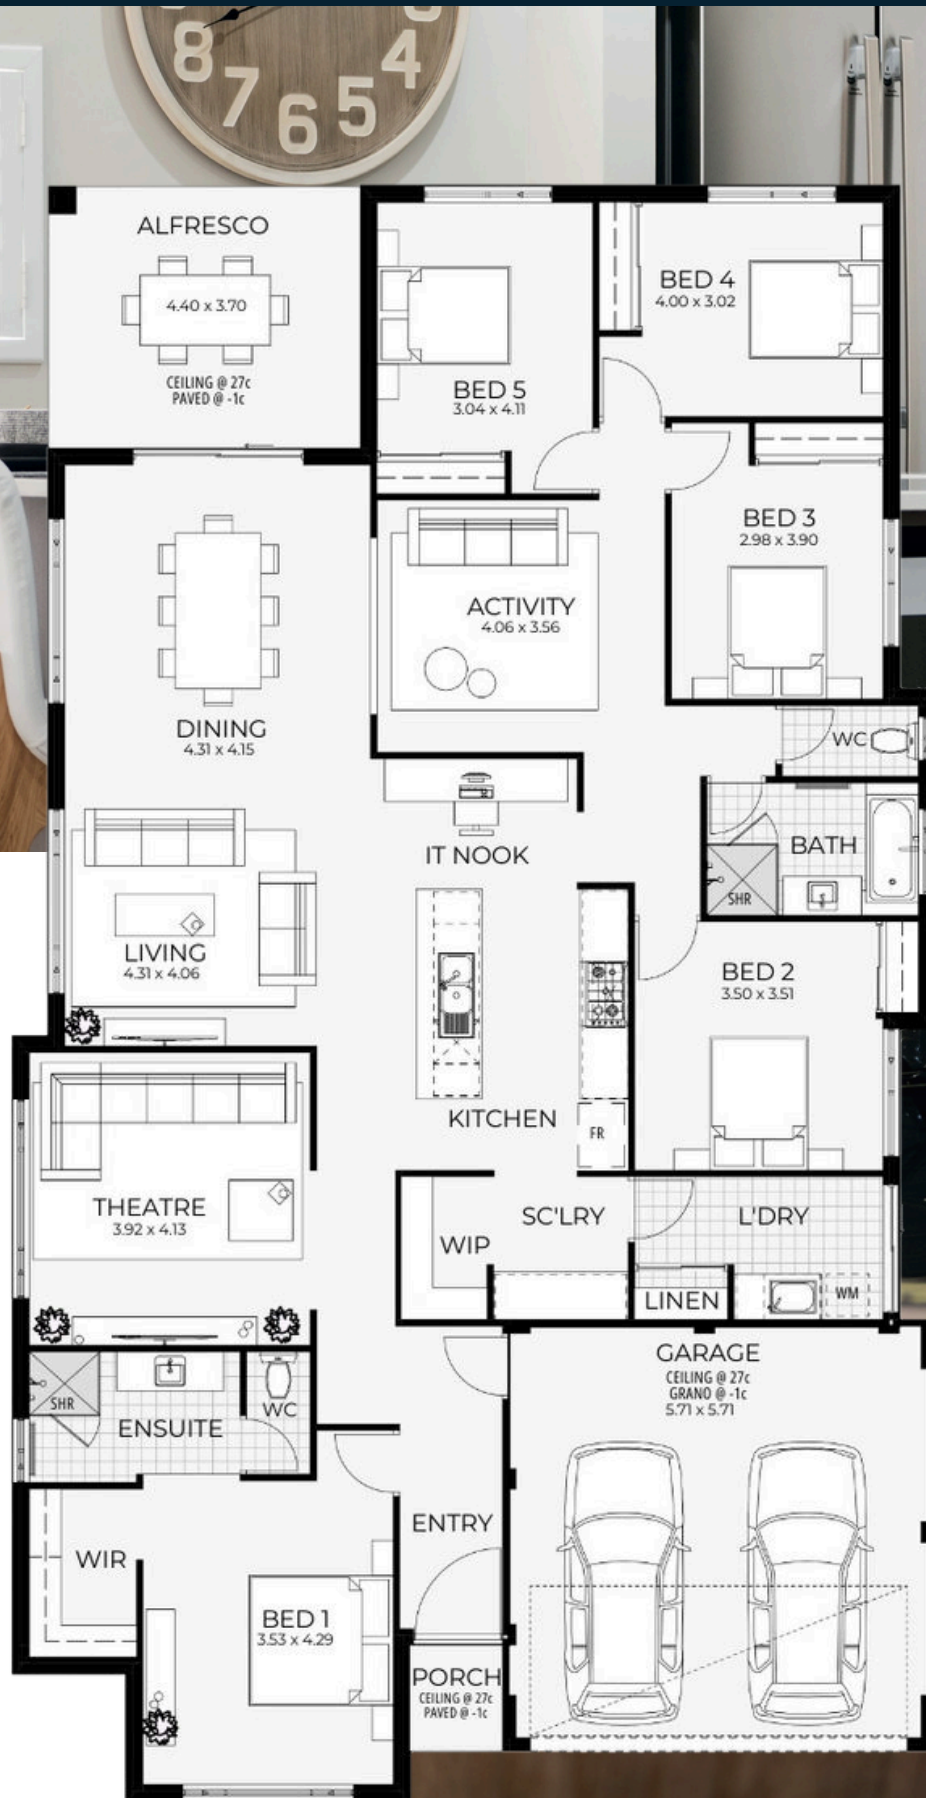 8
7
6
5
4
ALFRESCO
4.40 x 3.70
CEILING @ 27c
PAVED @ -1c
BED 5
3.04 x 4.11
BED 4
4.00 x 3.02
BED 3
2.98 x 3.90
ACTIVITY
4.06 x 3.56
DINING
4.31 x 4.15
WC
BATH
SHR
IT NOOK
LIVING
4.31 x 4.06
BED 2
3.50 x 3.51
KITCHEN
FR
THEATRE
3.92 x 4.13
SC'LRY
WIP
L'DRY
LINEN
WM
SHR
ENSUITE
WC
GARAGE
CEILING @ 27c
GRANO @ -1c
5.71 x 5.71
ENTRY
WIR
BED 1
3.53 x 4.29
PORCH
CEILING @ 27c
PAVED @ -1c